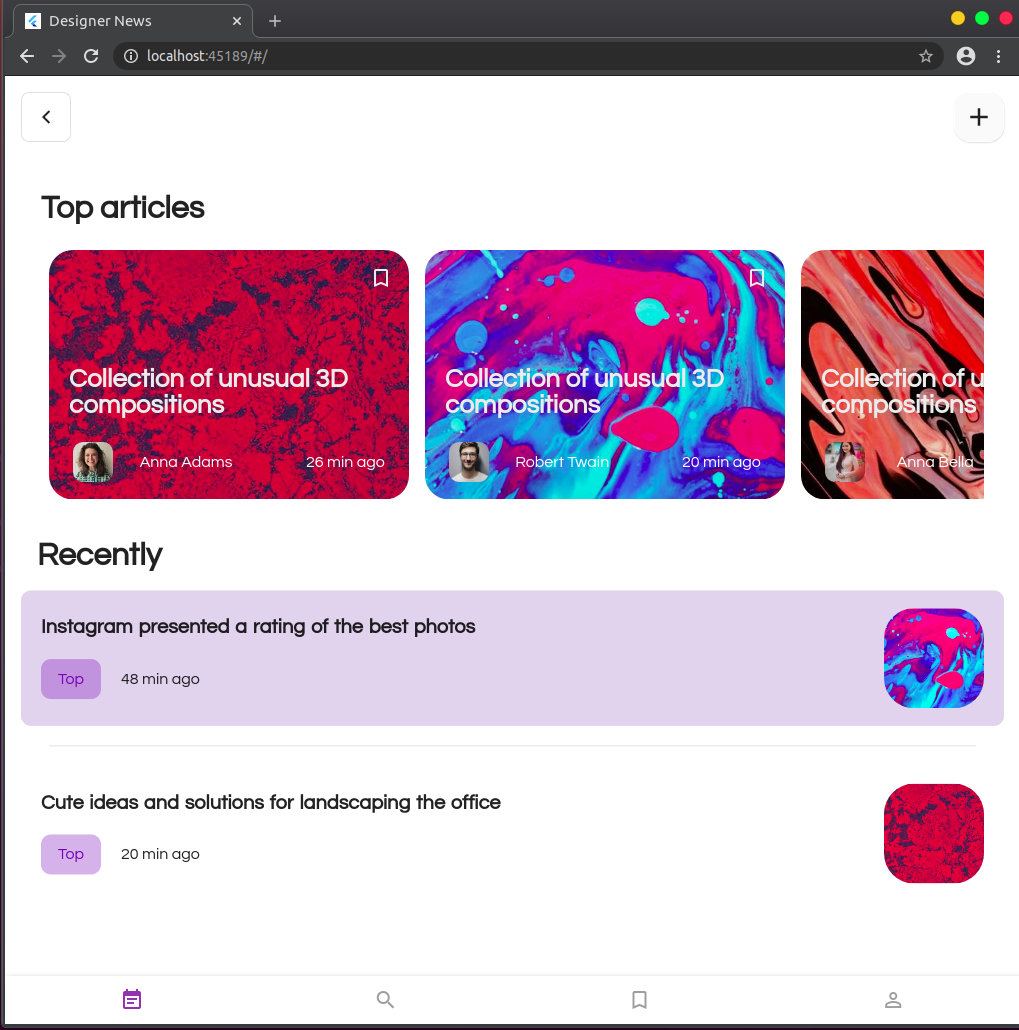 Designer News
localhost:45189/#/
Top articles
Collection of unusual 3D
compositions
Anna Adams
26 min ago
Collection of unusual 3D
compositions
Robert Twain
20 min ago
Collection of u
compositions
Anna Bella
Recently
Instagram presented a rating of the best photos
Top
48 min ago
Cute ideas and solutions for landscaping the office
Top
20 min ago